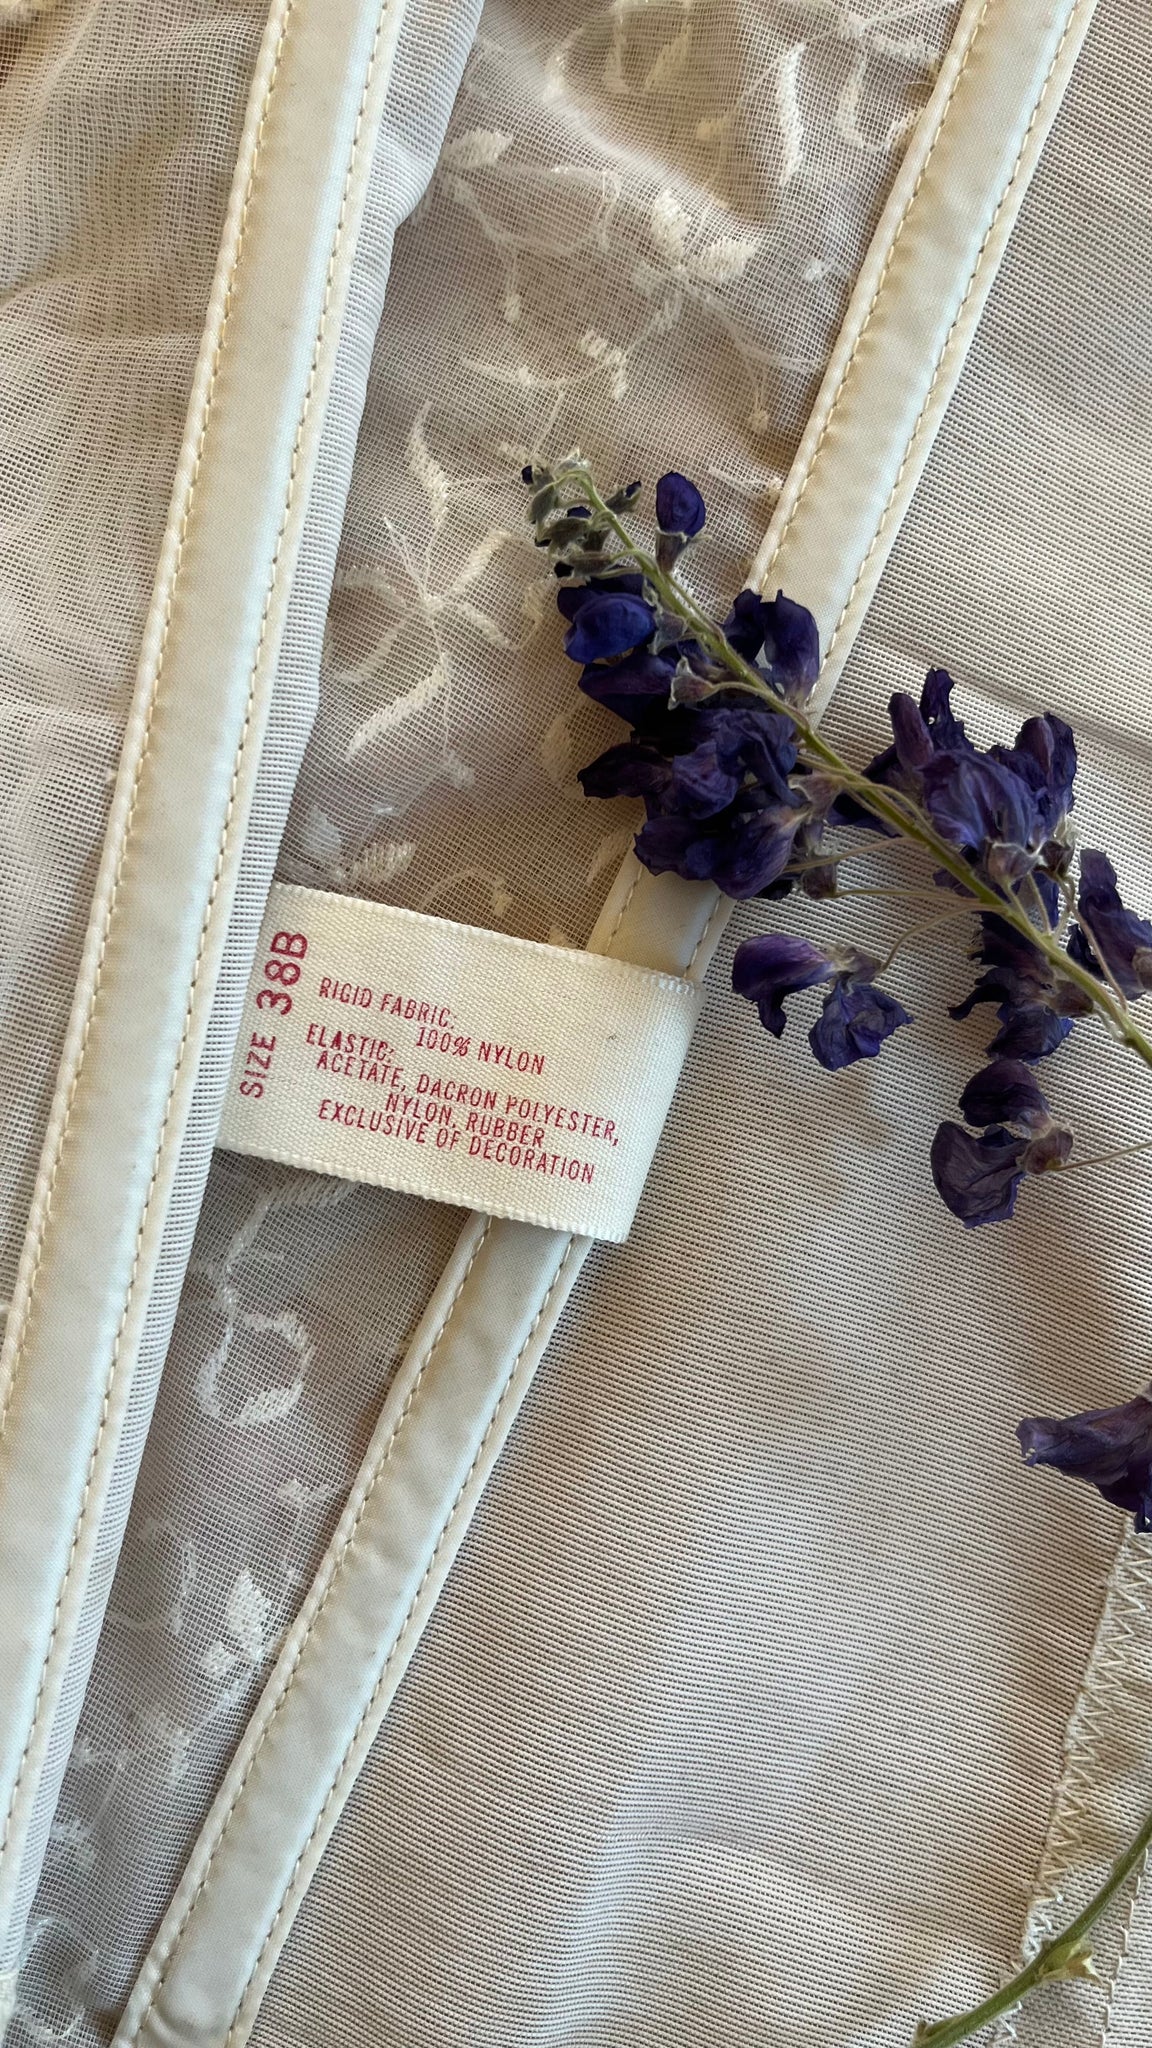 SIZE 38B
RIGID FABRIC:
100% NYLON
ELASTIC:
ACETATE, DACRON POLYESTER,
NYLON, RUBBER
EXCLUSIVE OF DECORATION